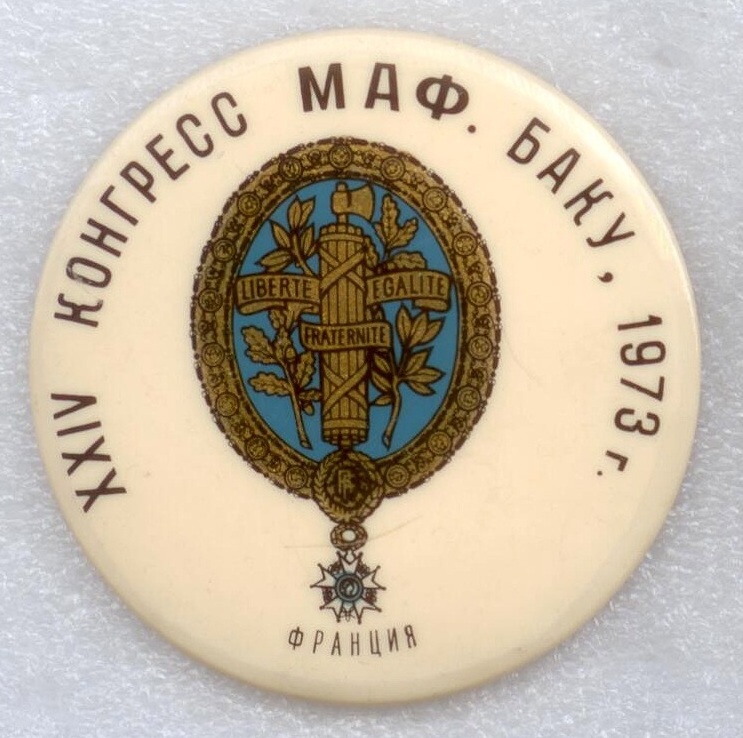 XXIV КОНГРЕСС МАФ. БАКУ, 1973 г.
LIBERTE EGALITE
FRATERNITE
RF
ФРАНЦИЯ